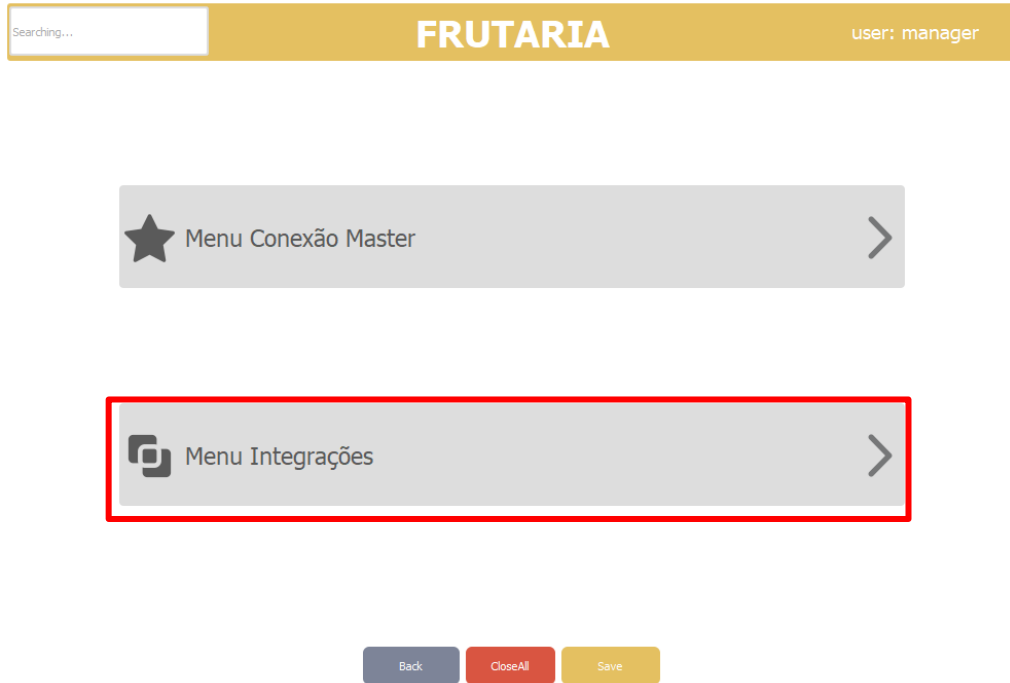 Searching...
FRUTARIA
user: manager
Menu Conexão Master
Menu Integrações
Back
CloseAll
Save